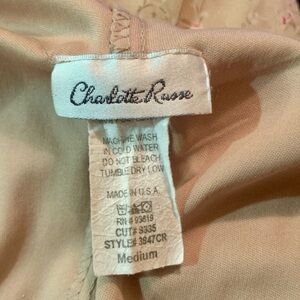 Charlotte Russe
MACHINE WASH
IN COLD WATER
DO NOT BLEACH
TUMBLE DRY LOW
MADE IN U.S.A.
RN # 93619
CUT# 9335
STYLE# 3847CR
Medium